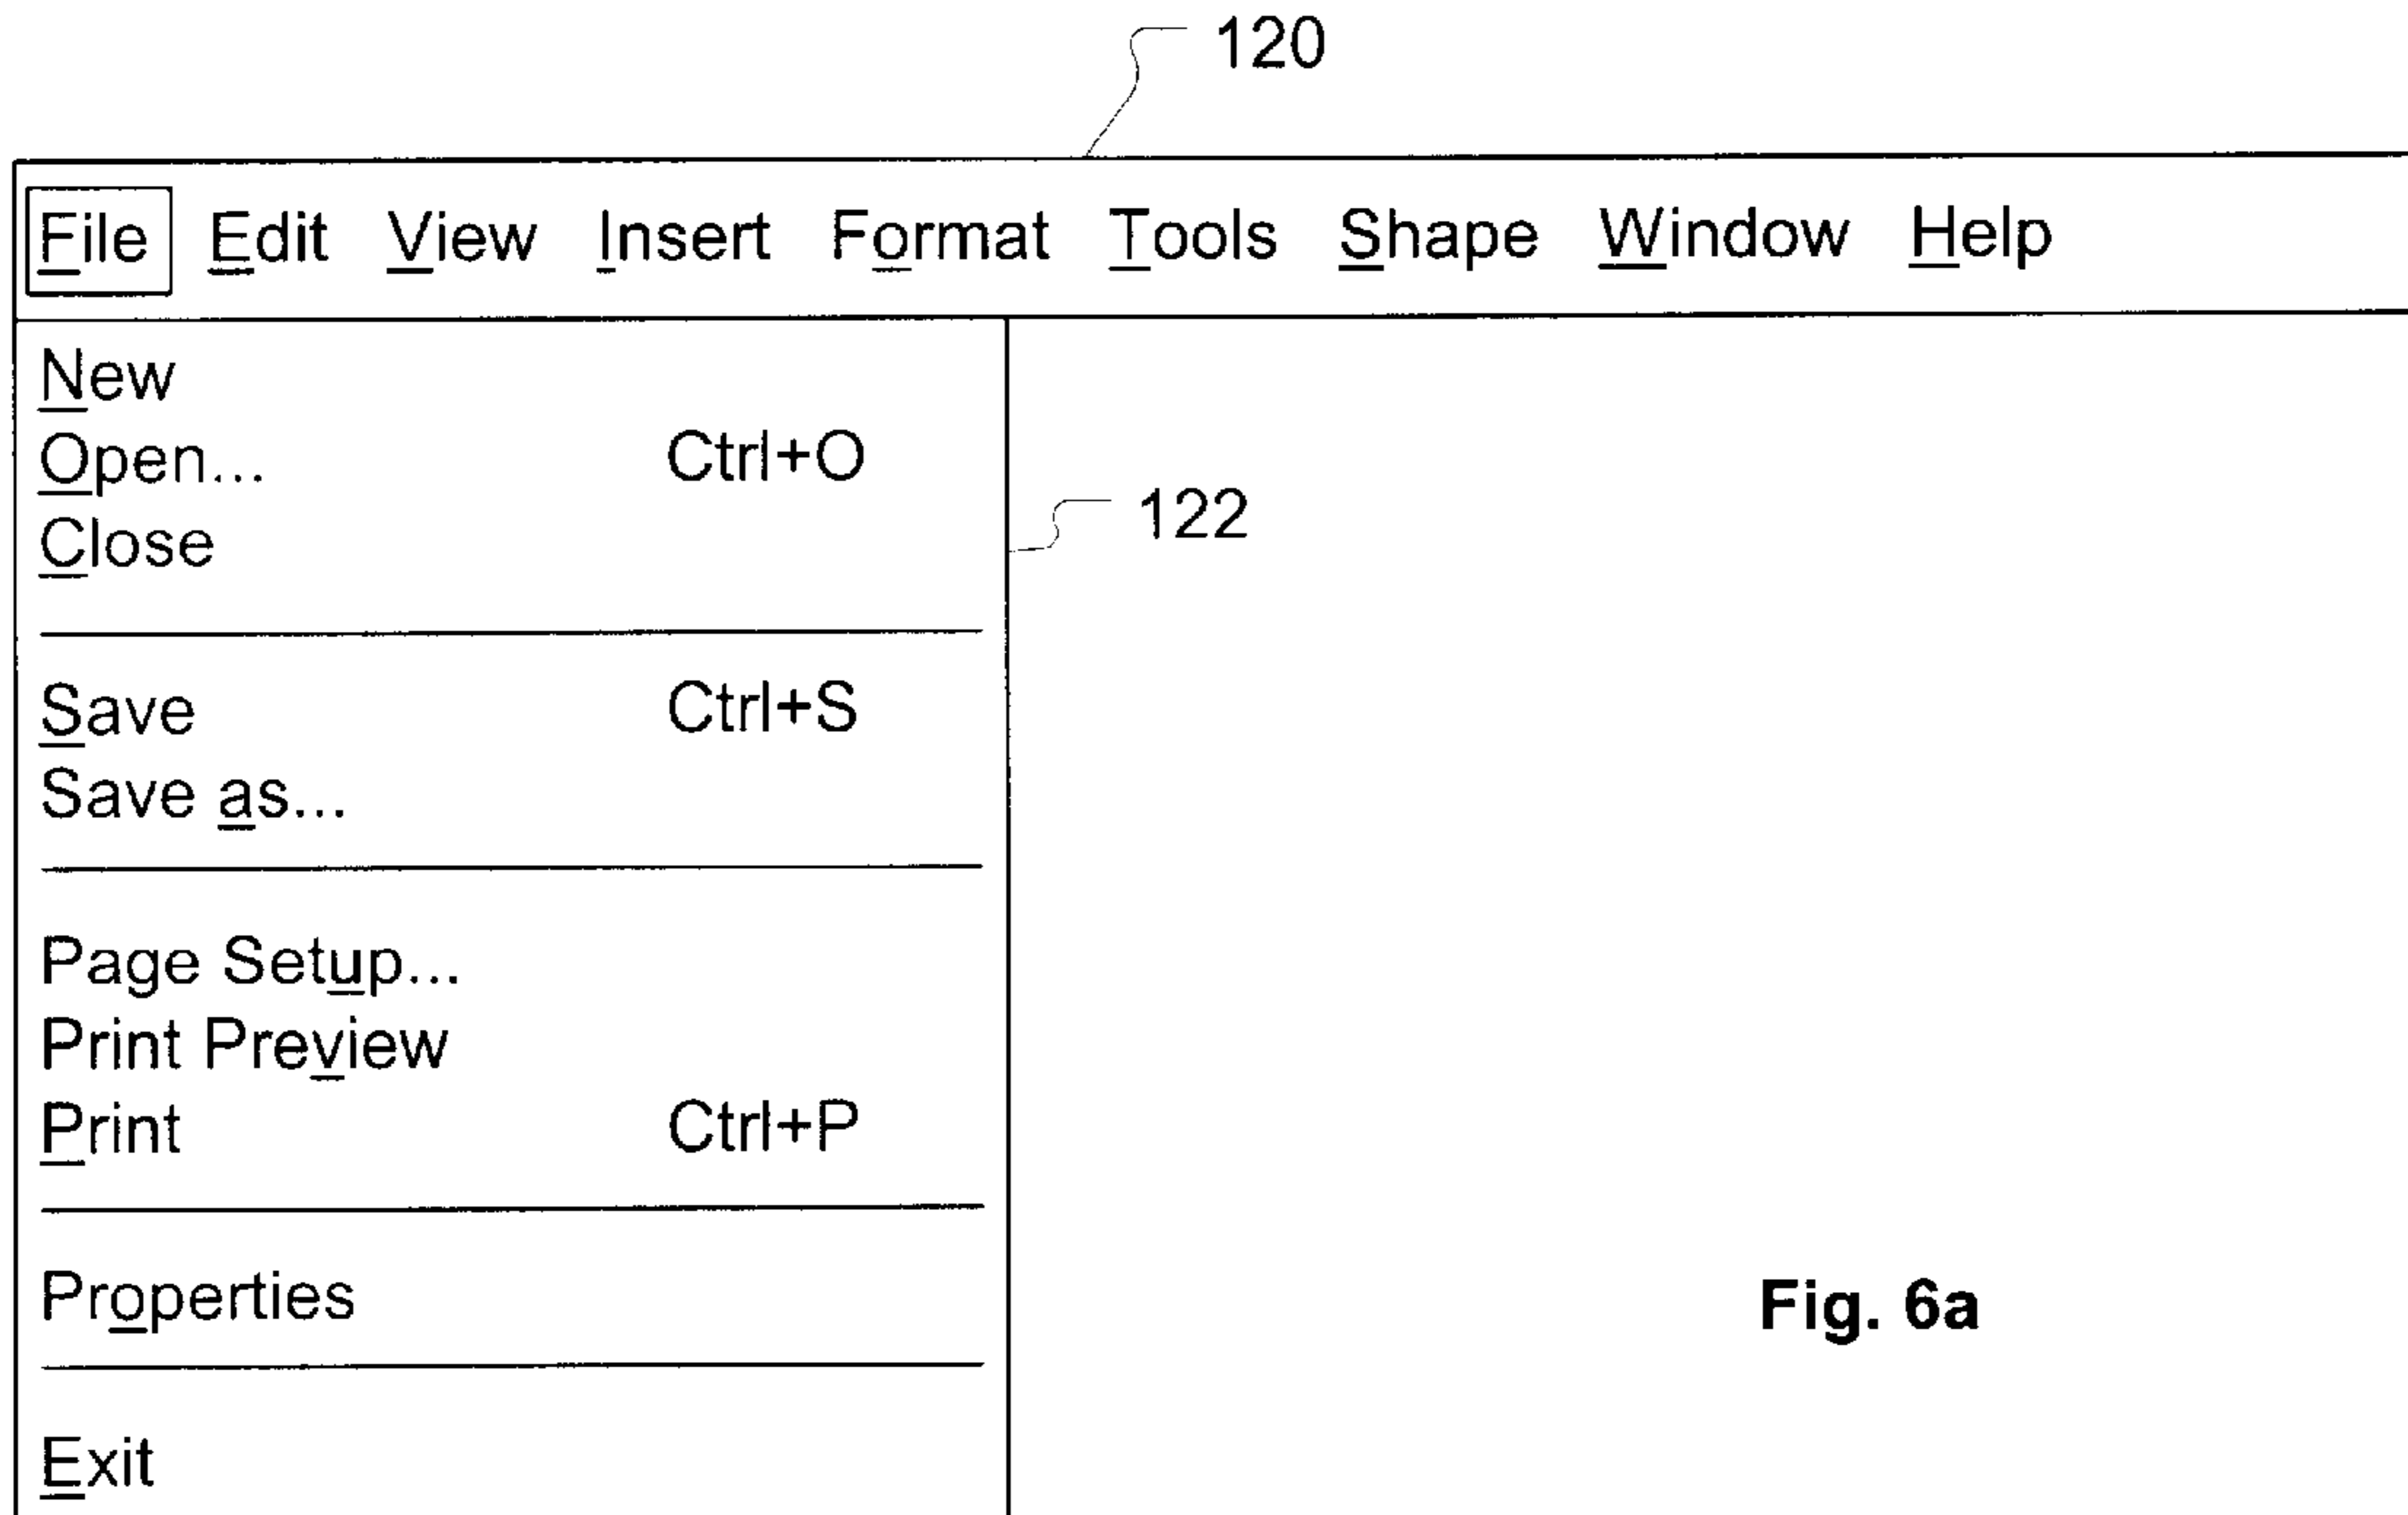 120
File Edit View Insert Format Tools Shape Window Help
New
Open... Ctrl+O
122
Close
Save Ctrl+S
Save as...
Page Setup...
Print Preview
Print Ctrl+P
Properties
Fig. 6a
Exit